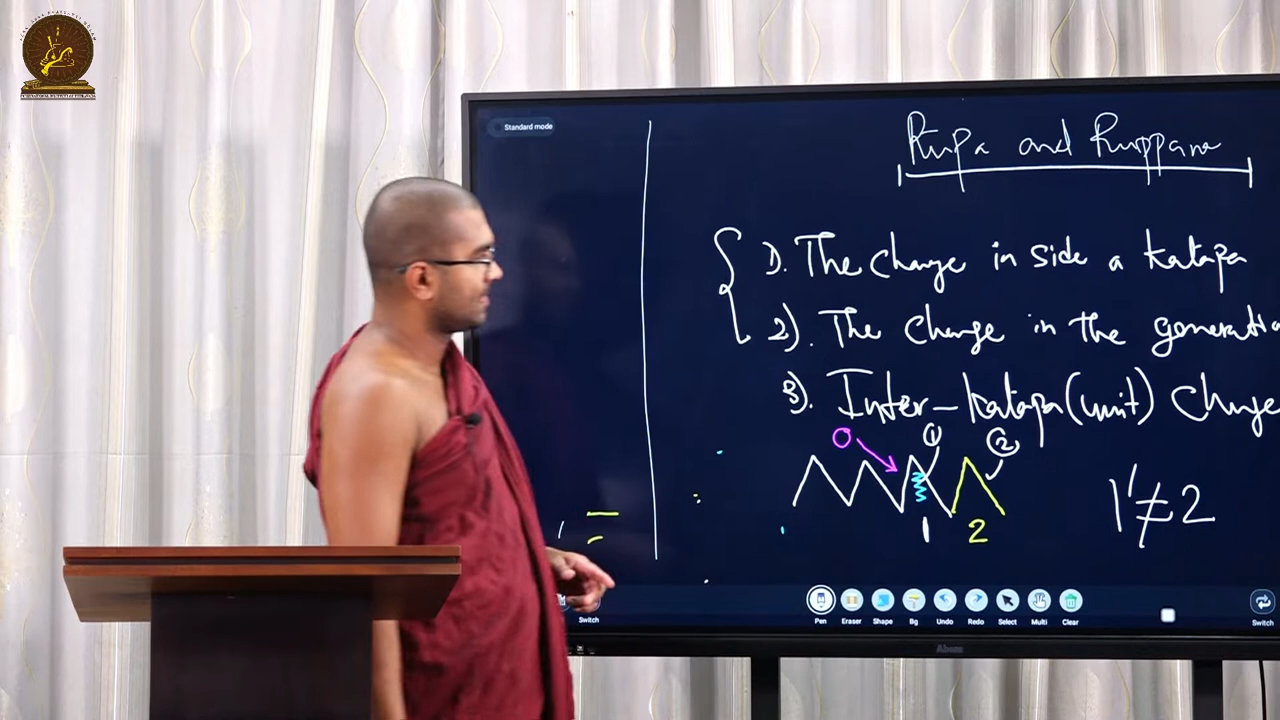 Standard mode
Rupa and Ruppana
1). The change in side a kalapa
2). The change in the generatio
3). Inter-kalapa (unit) Change
0 1 2
1 2
1' ≠ 2
Switch Pen Eraser Shape Bg Undo Redo Select Multi Clear Switch